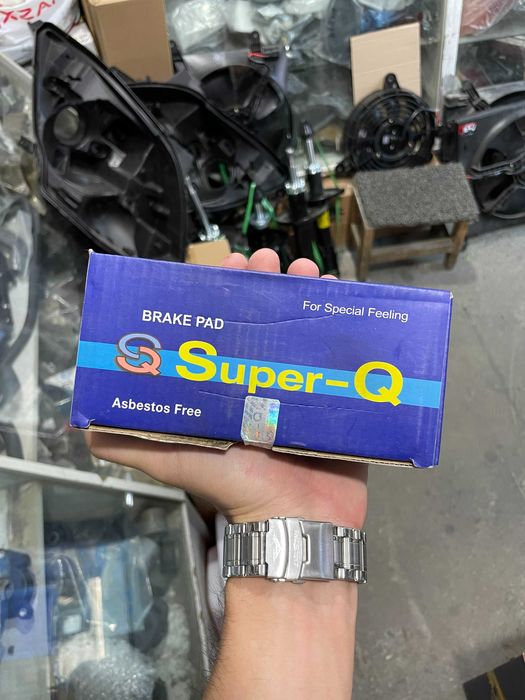 For Special Feeling
BRAKE PAD
SQ Super-Q
Asbestos Free